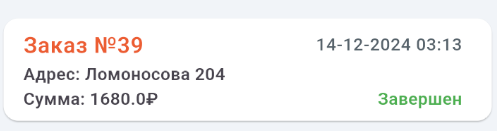 Заказ №39 14-12-2024 03:13
Адрес: Ломоносова 204
Сумма: 1680.0₽ Завершен